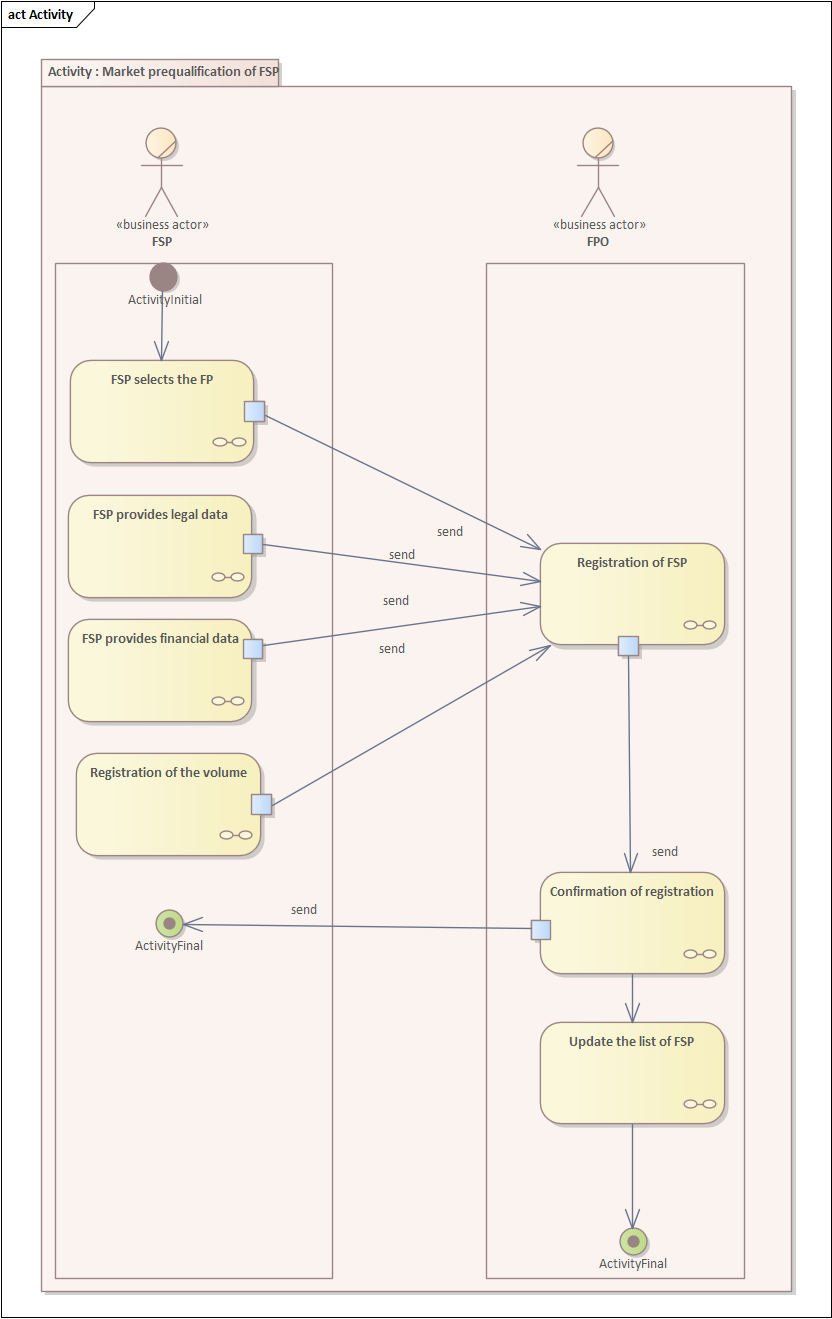 act Activity
Activity : Market prequalification of FSP
«business actor»
FSP
«business actor»
FPO
ActivityInitial
FSP selects the FP
FSP provides legal data
send
send
Registration of FSP
send
FSP provides financial data
send
Registration of the volume
send
Confirmation of registration
send
ActivityFinal
Update the list of FSP
ActivityFinal